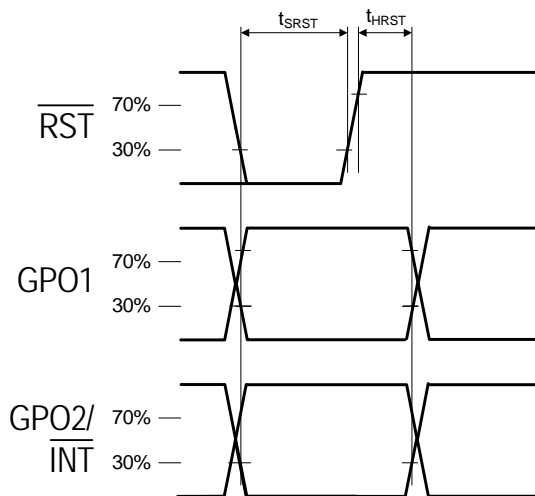 tSRST
tHRST
RST
70%
30%
GPO1
70%
30%
GPO2/
INT
70%
30%